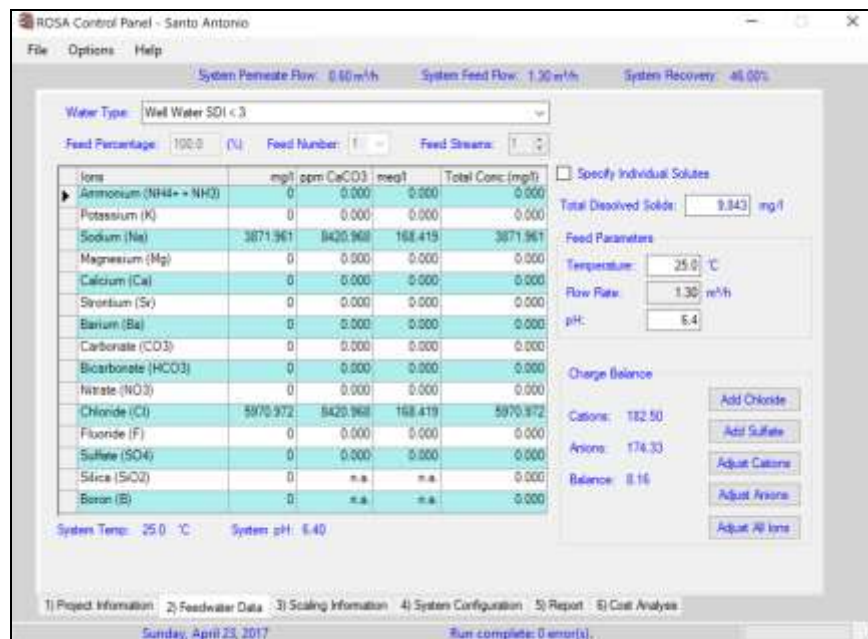 ROSA Control Panel - Santo Antonio
File Options Help
System Permeate Flow: 0.60 m³/h System Feed Flow: 1.30 m³/h System Recovery: 46.00%
Water Type: Well Water SDI < 3
Feed Percentage: 100.0 (%) Feed Number: 1 Feed Streams: 1
Ions mg/l ppm CaCO3 meq/l Total Conc (mg/l)
Ammonium (NH4+ + NH3) 0 0.000 0.000 0.000
Potassium (K) 0 0.000 0.000 0.000
Sodium (Na) 3871.961 8420.968 168.419 3871.961
Magnesium (Mg) 0 0.000 0.000 0.000
Calcium (Ca) 0 0.000 0.000 0.000
Strontium (Sr) 0 0.000 0.000 0.000
Barium (Ba) 0 0.000 0.000 0.000
Carbonate (CO3) 0 0.000 0.000 0.000
Bicarbonate (HCO3) 0 0.000 0.000 0.000
Nitrate (NO3) 0 0.000 0.000 0.000
Chloride (Cl) 5970.972 8420.968 168.419 5970.972
Fluoride (F) 0 0.000 0.000 0.000
Sulfate (SO4) 0 0.000 0.000 0.000
Silica (SiO2) 0 n.a. n.a. 0.000
Boron (B) 0 n.a. n.a. 0.000
System Temp: 25.0 °C System pH: 6.40
Specify Individual Solutes
Total Dissolved Solids: 9.843 mg/l
Feed Parameters
Temperature: 25.0 °C
Flow Rate: 1.30 m³/h
pH: 6.4
Charge Balance
Cations: 182.50
Anions: 174.33
Balance: 8.16
Add Chloride
Add Sulfate
Adjust Cations
Adjust Anions
Adjust All Ions
1) Project Information 2) Feedwater Data 3) Scaling Information 4) System Configuration 5) Report 6) Cost Analysis
Sunday, April 23, 2017 Run complete: 0 error(s).